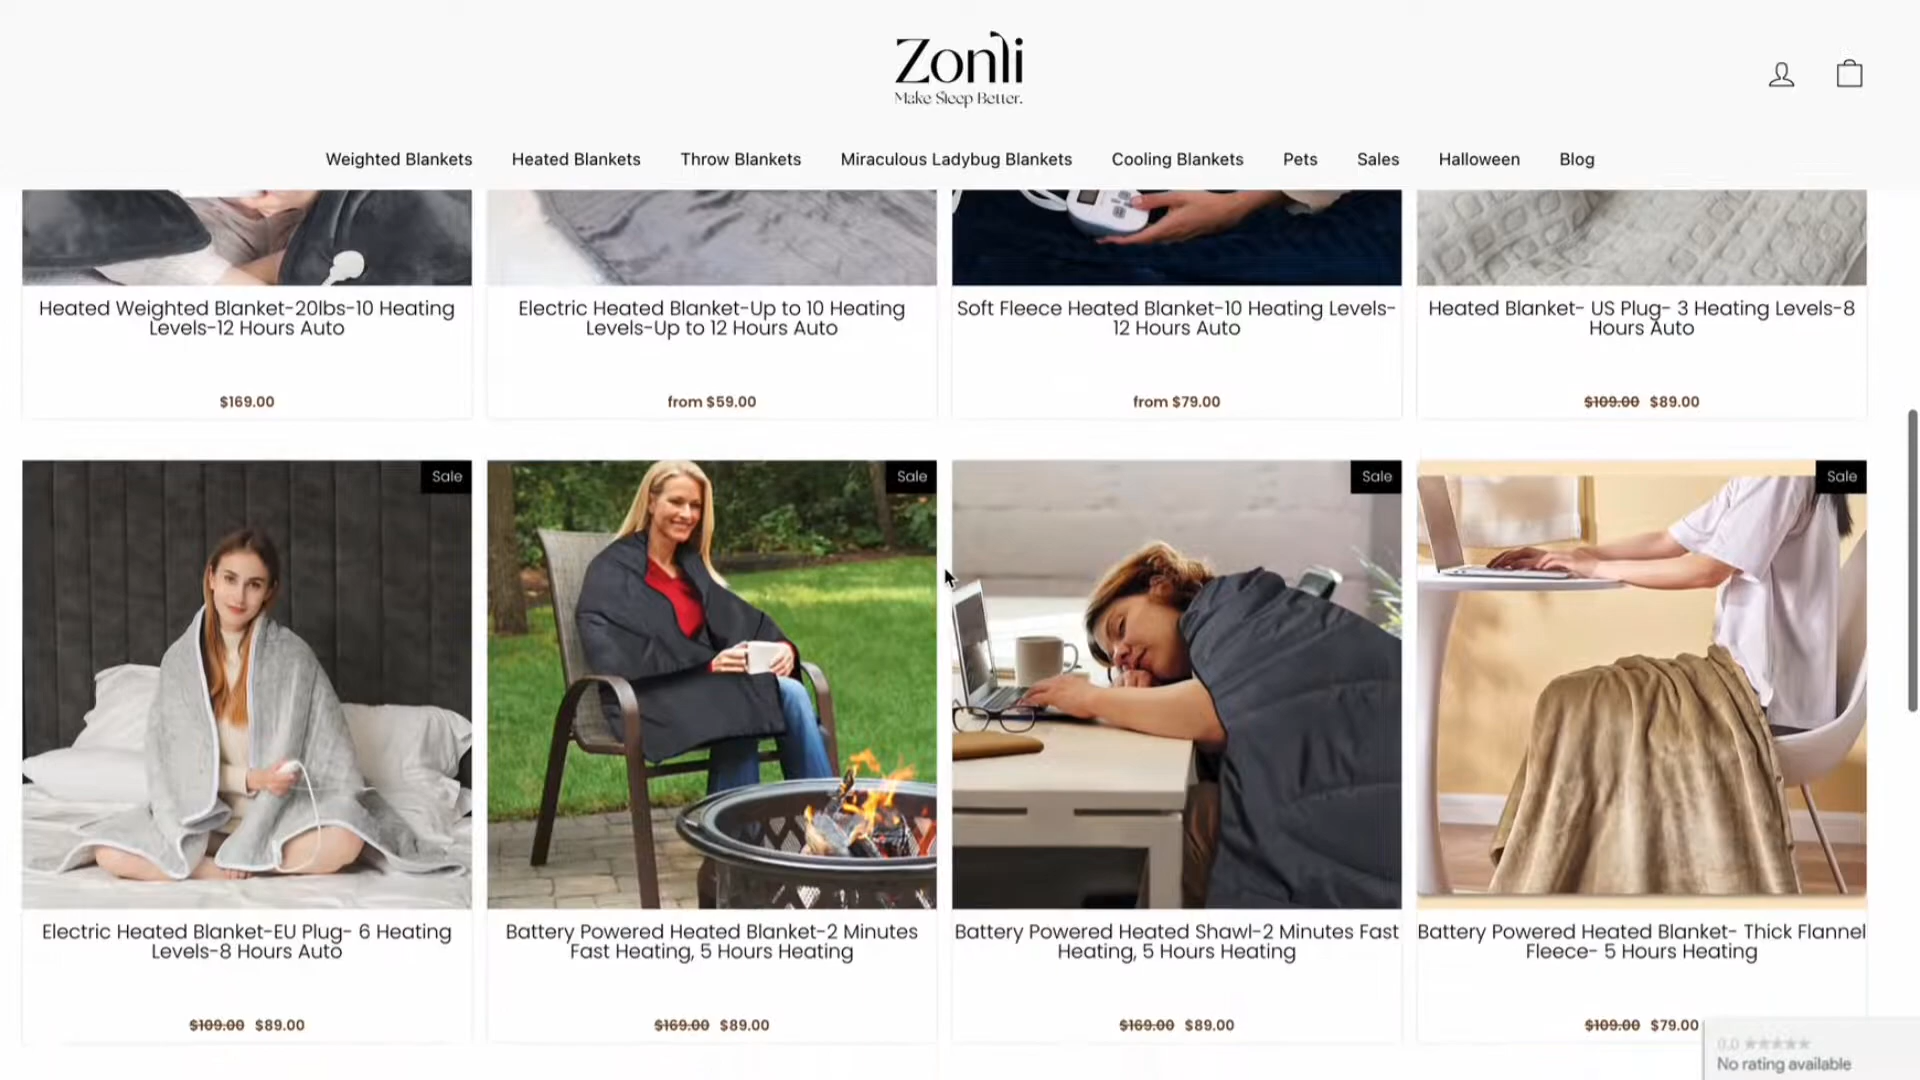 Zonli
Make Sleep Better.
Weighted Blankets
Heated Blankets
Throw Blankets
Miraculous Ladybug Blankets
Cooling Blankets
Pets
Sales
Halloween
Blog
Heated Weighted Blanket-20lbs-10 Heating
Levels-12 Hours Auto
$169.00
Electric Heated Blanket-Up to 10 Heating
Levels-Up to 12 Hours Auto
from $59.00
Soft Fleece Heated Blanket-10 Heating Levels-
12 Hours Auto
from $79.00
Heated Blanket- US Plug- 3 Heating Levels-8
Hours Auto
$109.00 $89.00
Sale
Electric Heated Blanket-EU Plug- 6 Heating
Levels-8 Hours Auto
$109.00 $89.00
Sale
Battery Powered Heated Blanket-2 Minutes
Fast Heating, 5 Hours Heating
$169.00 $89.00
Sale
Battery Powered Heated Shawl-2 Minutes Fast
Heating, 5 Hours Heating
$169.00 $89.00
Sale
Battery Powered Heated Blanket- Thick Flannel
Fleece- 5 Hours Heating
$109.00 $79.00
0.0 ★★★★★
No rating available